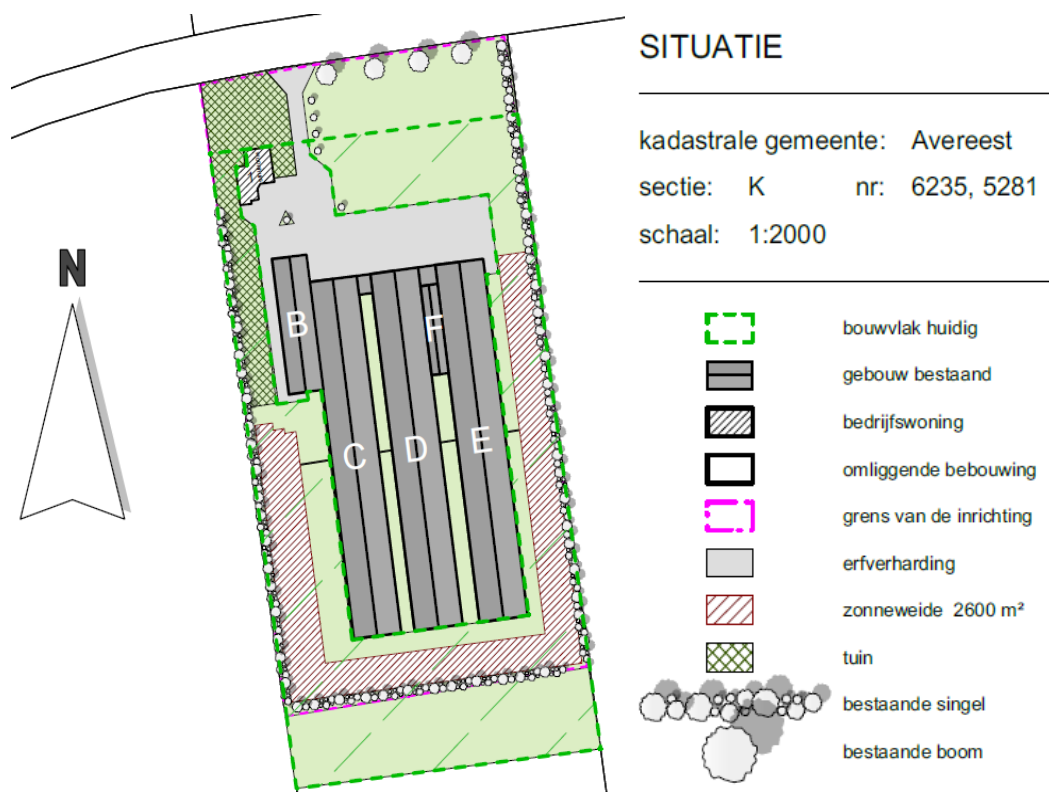 SITUATIE
kadastrale gemeente: Avereest
sectie: K nr: 6235, 5281
schaal: 1:2000
N
B
F
C
D
E
bouwvlak huidig
gebouw bestaand
bedrijfswoning
omliggende bebouwing
grens van de inrichting
erfverharding
zonneweide 2600 m²
tuin
bestaande singel
bestaande boom